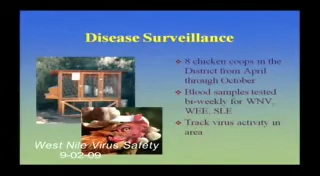 Disease Surveillance
8 chicken coops in the
District from April
through October
Blood samples tested
bi-weekly for WNV,
WEE, SLE
Track virus activity in
area
West Nile Virus Safety
9-02-09